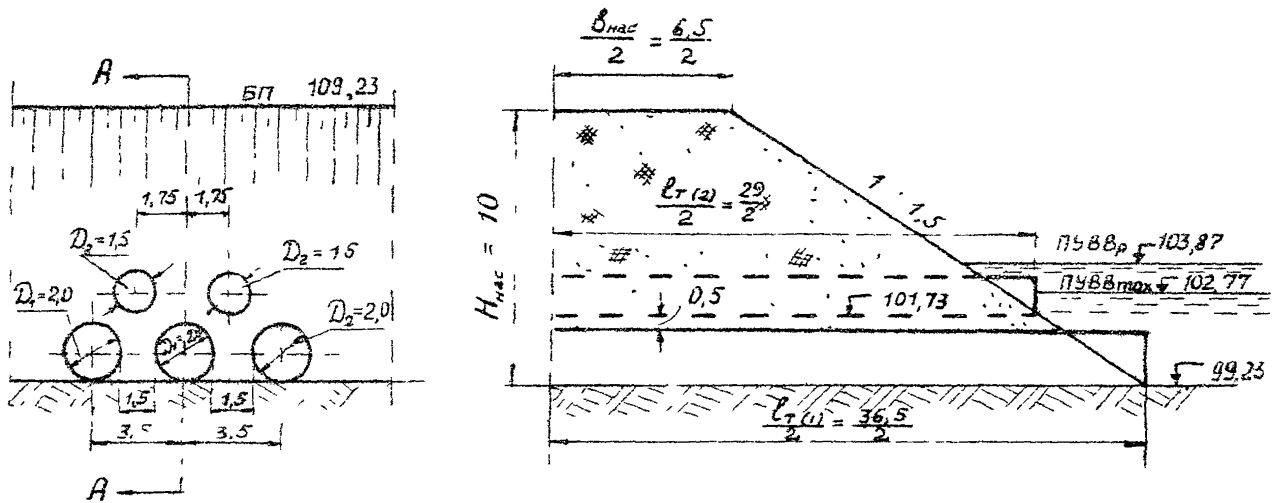 A
БП 109,23
1,75 1,75
D₂=1,5
D₂=15
D₁=2,0
D₂=2,0
1,5 1,5
3,5 3,5
A
Bнас/2 = 6,5/2
Hнас = 10
1:1,5
ℓт(2)/2 = 29/2
ПУВВр 103,87
ПУВВmax 102,77
0,5
101,73
99,23
ℓт(1)/2 = 36,5/2